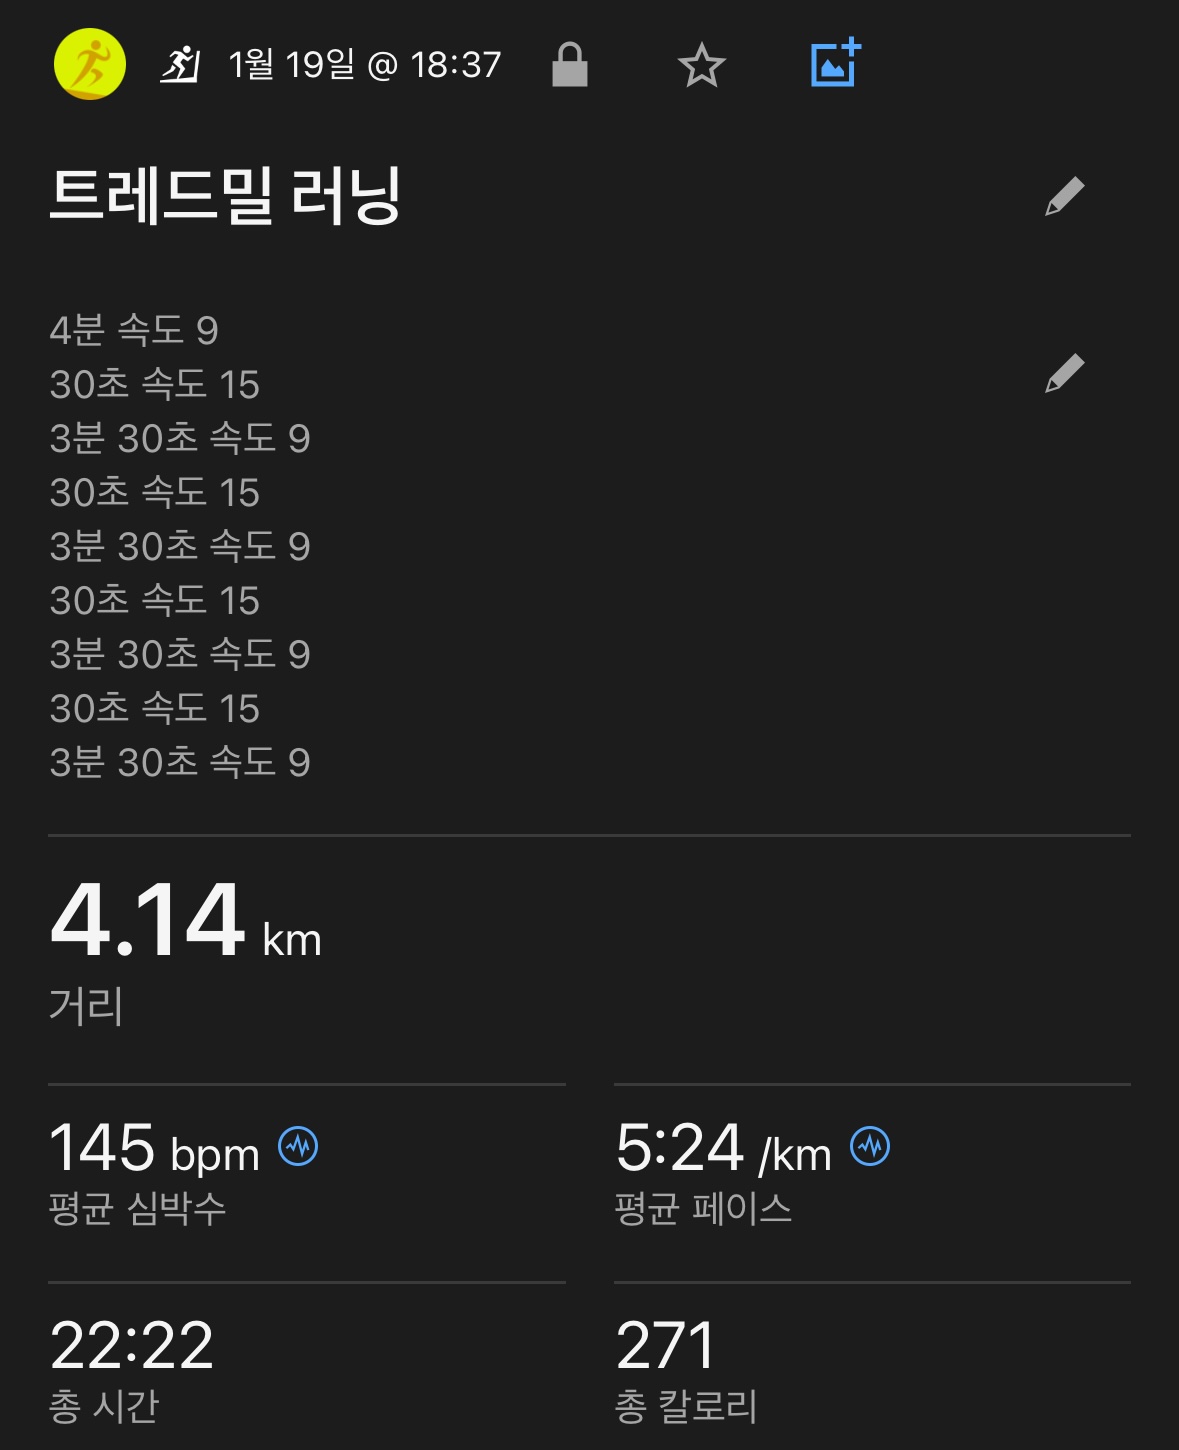 1월 19일 @ 18:37
트레드밀 러닝
4분 속도 9
30초 속도 15
3분 30초 속도 9
30초 속도 15
3분 30초 속도 9
30초 속도 15
3분 30초 속도 9
30초 속도 15
3분 30초 속도 9
4.14 km
거리
145 bpm
평균 심박수
5:24 /km
평균 페이스
22:22
총 시간
271
총 칼로리